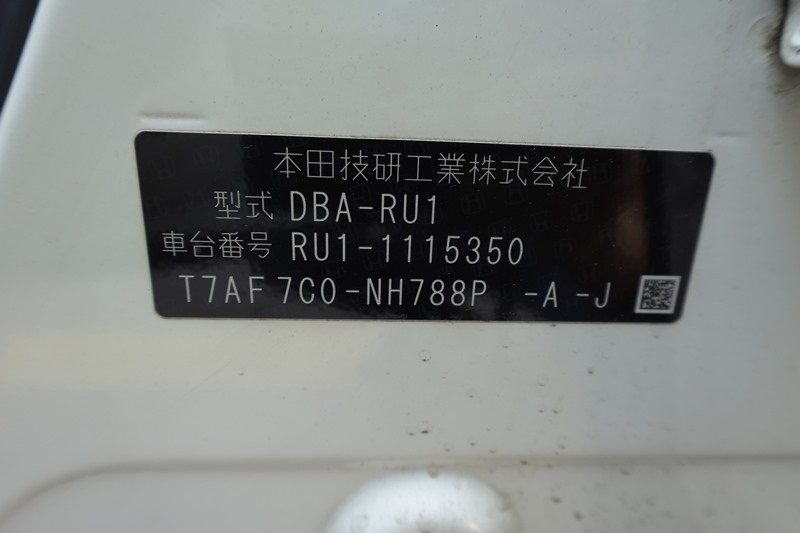 本田技研工業株式会社
型式 DBA-RU1
車台番号 RU1-1115350
T7AF 7C0-NH788P -A -J